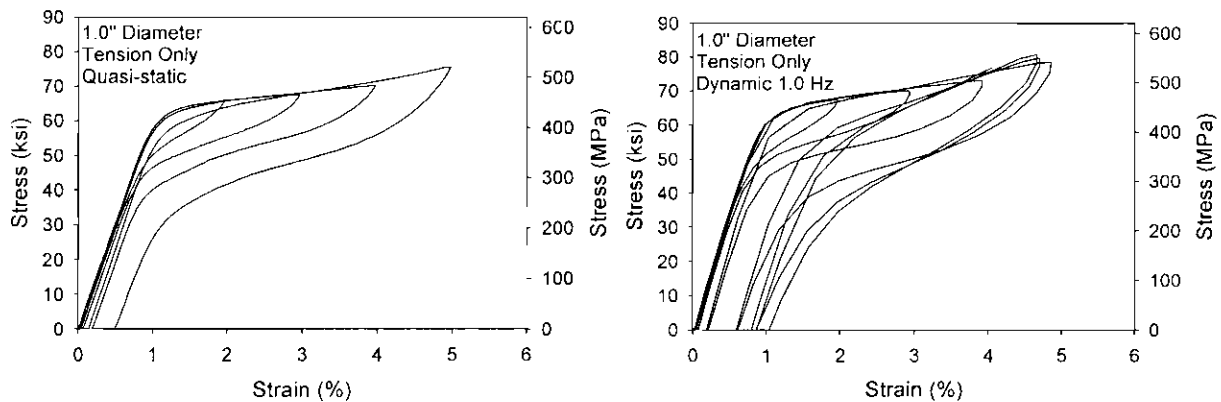 90
80
70
60
50
40
30
20
10
0
Stress (ksi)
1.0" Diameter
Tension Only
Quasi-static
600
500
400
300
200
100
0
Stress (MPa)
0 1 2 3 4 5 6
Strain (%)
90
80
70
60
50
40
30
20
10
0
Stress (ksi)
1.0" Diameter
Tension Only
Dynamic 1.0 Hz
600
500
400
300
200
100
0
Stress (MPa)
0 1 2 3 4 5 6
Strain (%)